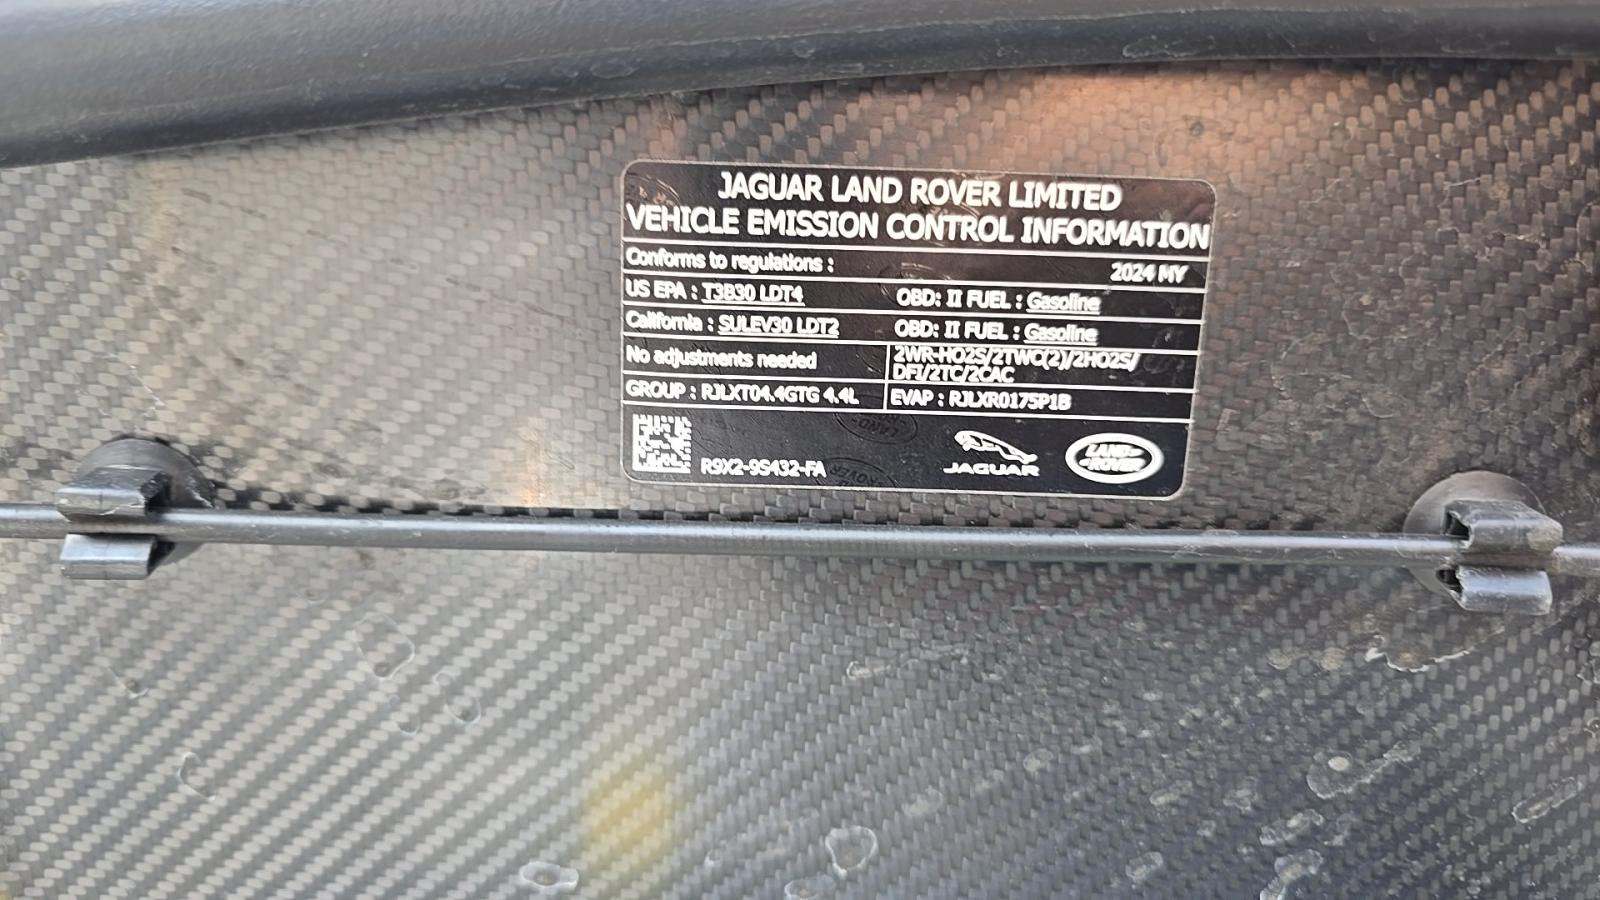 JAGUAR LAND ROVER LIMITED
VEHICLE EMISSION CONTROL INFORMATION
Conforms to regulations : 2024 MY
US EPA : T3B30 LDT4 OBD: II FUEL : Gasoline
California : SULEV30 LDT2 OBD: II FUEL : Gasoline
No adjustments needed 2WR-HO2S/2TWC(2)/2HO2S/
DFI/2TC/2CAC
GROUP : RJLXT04.4GTG 4.4L EVAP : RJLXR0175P1B
R9X2-9S432-FA JAGUAR LAND ROVER